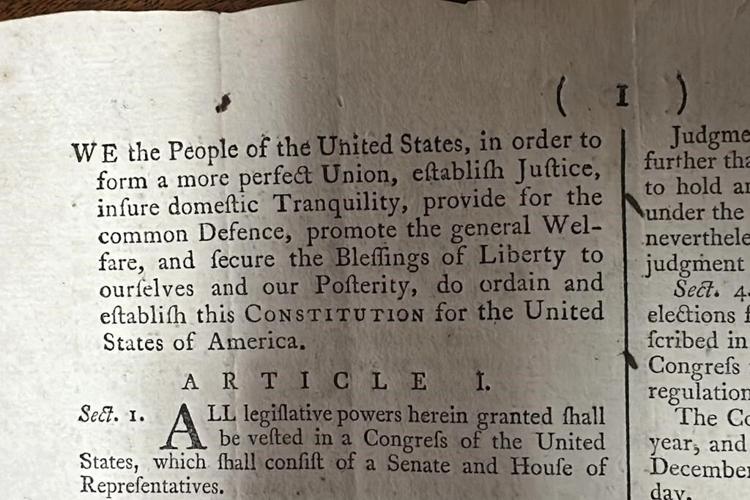 ( I )
WE the People of the United States, in order to
form a more perfect Union, eſtabliſh Juſtice,
inſure domeſtic Tranquility, provide for the
common Defence, promote the general Wel-
fare, and ſecure the Bleſſings of Liberty to
ourſelves and our Poſterity, do ordain and
eſtabliſh this CONSTITUTION for the United
States of America.
ARTICLE I.
Sect. 1. ALL legiſlative powers herein granted ſhall
be veſted in a Congreſs of the United
States, which ſhall conſiſt of a Senate and Houſe of
Repreſentatives.
Judgme
further tha
to hold an
under the
nevertheле
judgment
Sect. 4.
elections f
ſcribed in
Congreſs
regulation
The Co
year, and
December
day.